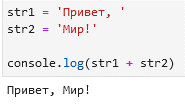 str1 = 'Привет, '
str2 = 'Мир!'
console.log(str1 + str2)
Привет, Мир!